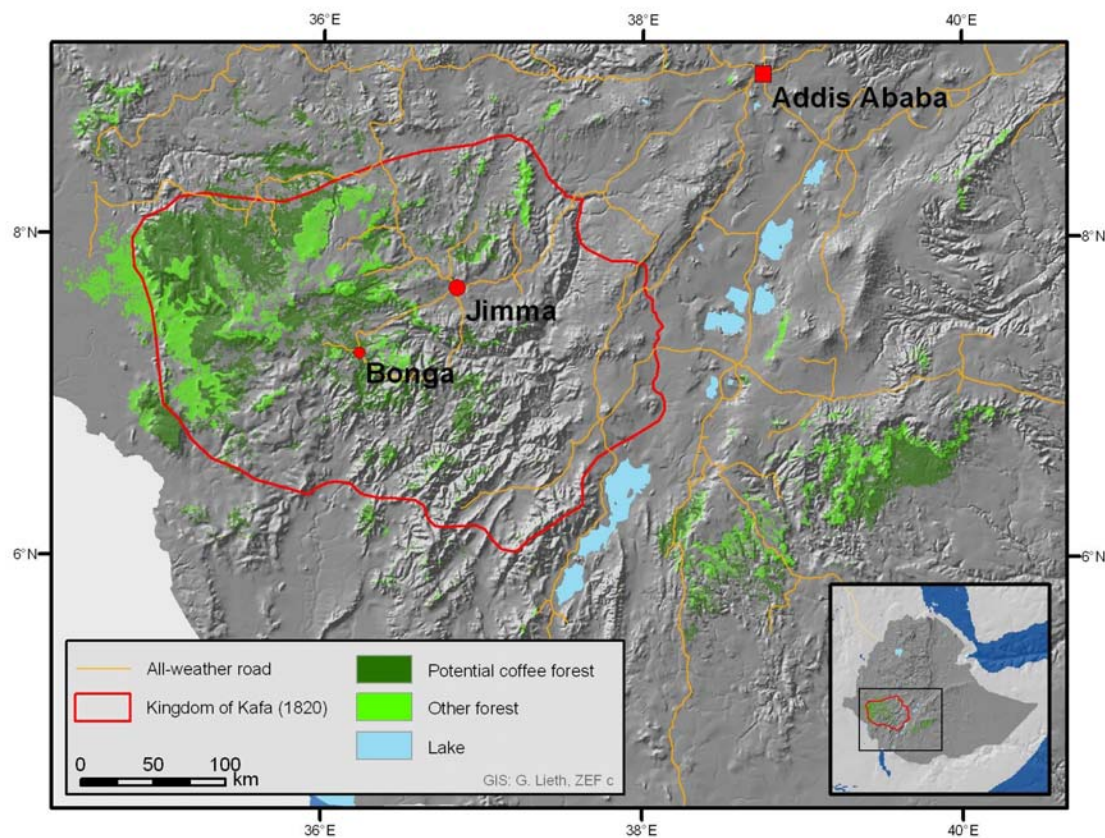 36°E
38°E
40°E
Addis Ababa
8°N
8°N
Jimma
Bonga
6°N
6°N
All-weather road
Potential coffee forest
Kingdom of Kafa (1820)
Other forest
Lake
0 50 100
km
GIS: G. Lieth, ZEF c
36°E
38°E
40°E